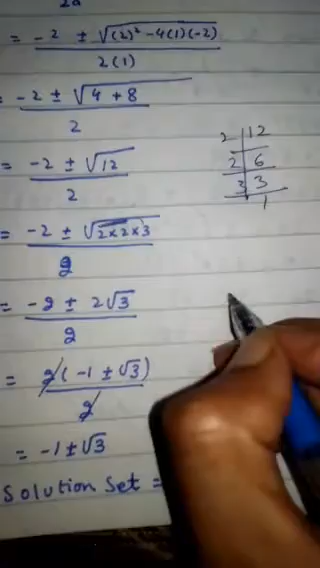 2a
= -2 ± √(2)² - 4(1)(-2)
2(1)
= -2 ± √4 + 8
2
= -2 ± √12
2
= -2 ± √2×2×3
2
= -2 ± 2√3
2
= 2(-1 ± √3)
2
= -1 ± √3
Solution Set =
2 | 12
2 | 6
3 | 3
1